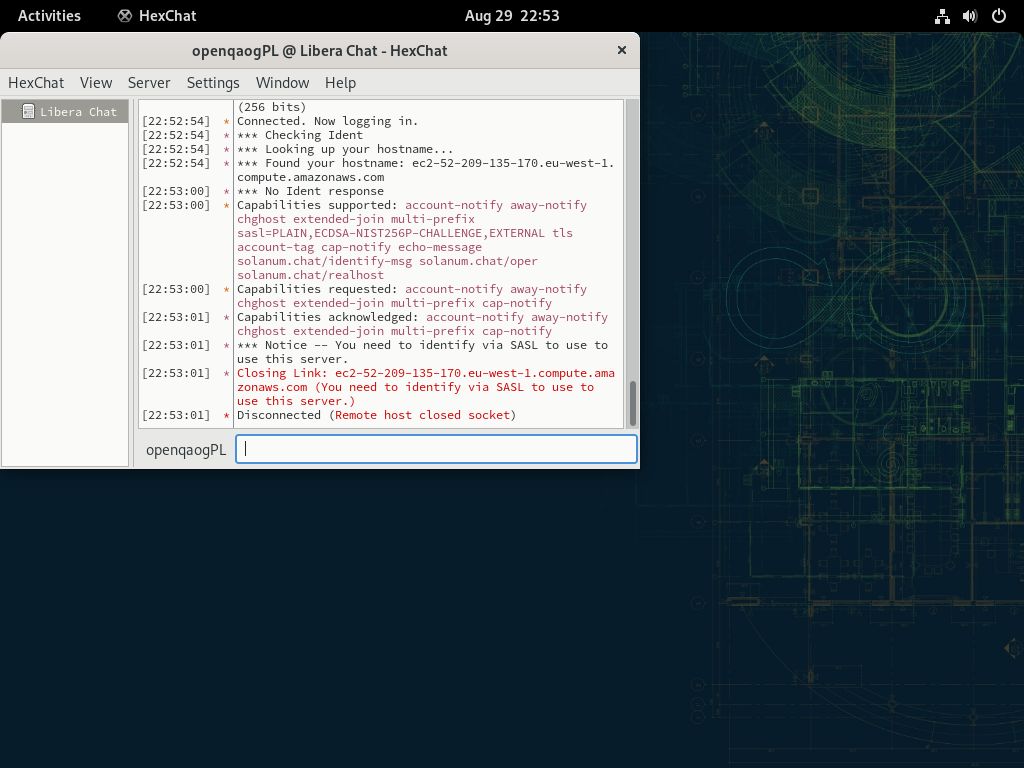 Activities HexChat Aug 29 22:53
openqaogPL @ Libera Chat - HexChat ×
HexChat View Server Settings Window Help
Libera Chat
(256 bits)
[22:52:54] * Connected. Now logging in.
[22:52:54] * *** Checking Ident
[22:52:54] * *** Looking up your hostname...
[22:52:54] * *** Found your hostname: ec2-52-209-135-170.eu-west-1.
compute.amazonaws.com
[22:53:00] * *** No Ident response
[22:53:00] * Capabilities supported: account-notify away-notify
chghost extended-join multi-prefix
sasl=PLAIN,ECDSA-NIST256P-CHALLENGE,EXTERNAL tls
account-tag cap-notify echo-message
solanum.chat/identify-msg solanum.chat/oper
solanum.chat/realhost
[22:53:00] * Capabilities requested: account-notify away-notify
chghost extended-join multi-prefix cap-notify
[22:53:01] * Capabilities acknowledged: account-notify away-notify
chghost extended-join multi-prefix cap-notify
[22:53:01] * *** Notice -- You need to identify via SASL to use to
use this server.
[22:53:01] * Closing Link: ec2-52-209-135-170.eu-west-1.compute.ama
zonaws.com (You need to identify via SASL to use to
use this server.)
[22:53:01] * Disconnected (Remote host closed socket)
openqaogPL